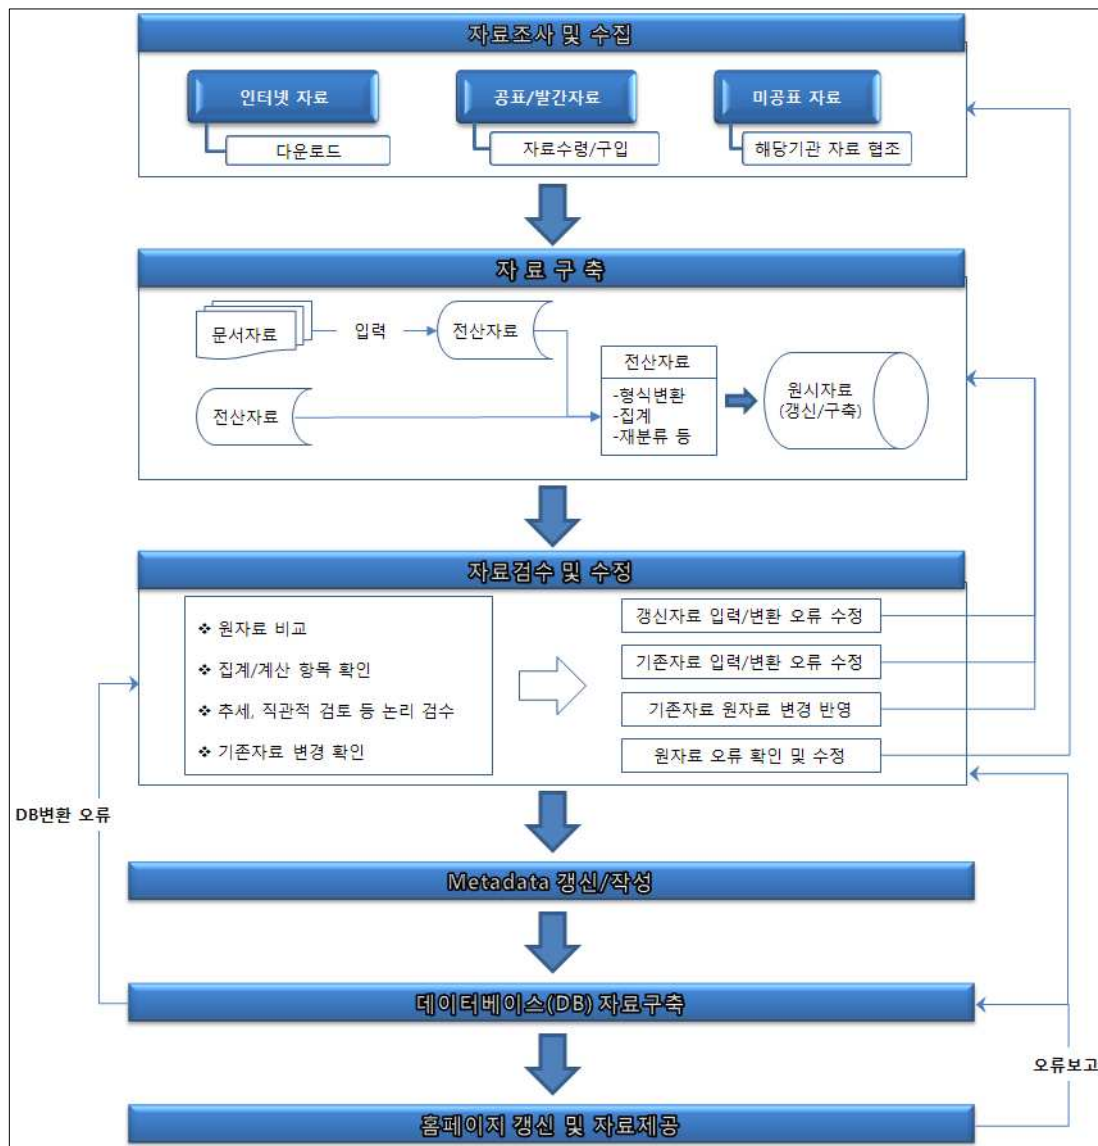 자료조사 및 수집
인터넷 자료
공표/발간자료
미공표 자료
다운로드
자료수령/구입
해당기관 자료 협조
자 료 구 축
문서자료
입력
전산자료
전산자료
전산자료
-형식변환
-집계
-재분류 등
원시자료
(갱신/구축)
자료검수 및 수정
❖ 원자료 비교
❖ 집계/계산 항목 확인
❖ 추세, 직관적 검토 등 논리 검수
❖ 기존자료 변경 확인
갱신자료 입력/변환 오류 수정
기존자료 입력/변환 오류 수정
기존자료 원자료 변경 반영
원자료 오류 확인 및 수정
DB변환 오류
Metadata 갱신/작성
데이터베이스(DB) 자료구축
오류보고
홈페이지 갱신 및 자료제공